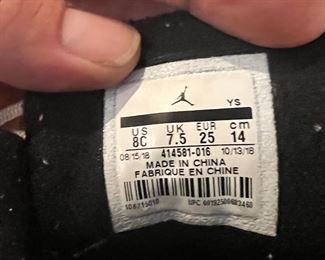 YS
US UK EUR cm
8C 7.5 25 14
08/15/18 414581-016 10/13/18
MADE IN CHINA
FABRIQUE EN CHINE